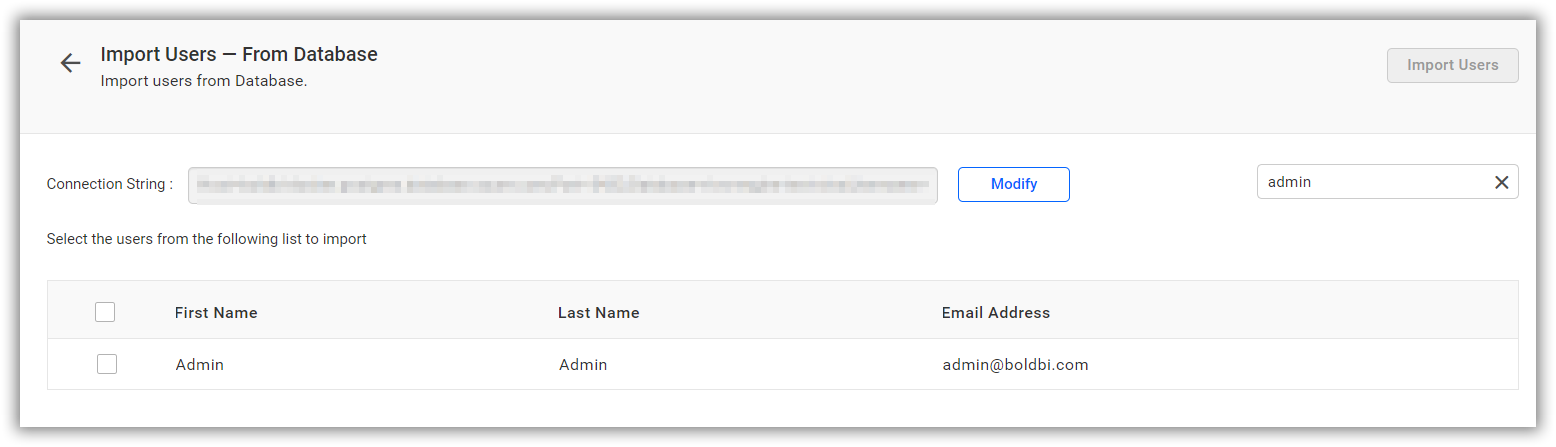 Import Users — From Database
Import users from Database.
Import Users
Connection String :
Modify
admin
Select the users from the following list to import
First Name Last Name Email Address
Admin Admin admin@boldbi.com